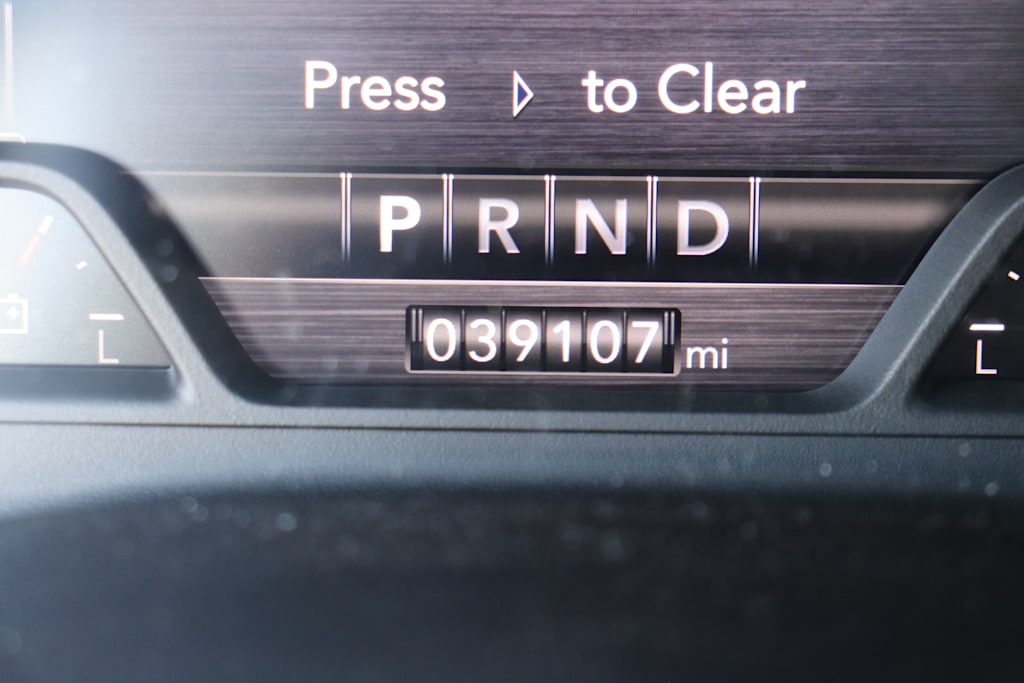 Press ▷ to Clear
P R N D
039107 mi
L L